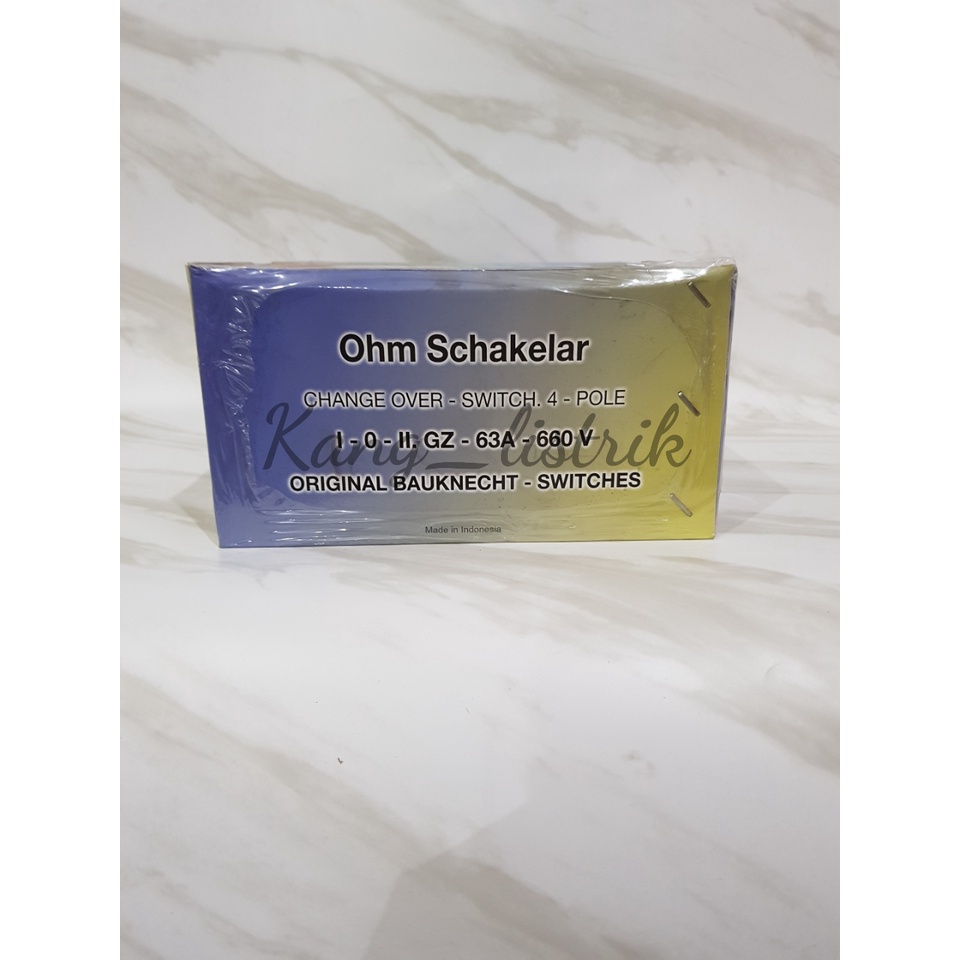 Ohm Schakelar
CHANGE OVER - SWITCH. 4 - POLE
I - 0 - II. GZ - 63A - 660 V
Kang_listrik
ORIGINAL BAUKNECHT - SWITCHES
Made in Indonesia